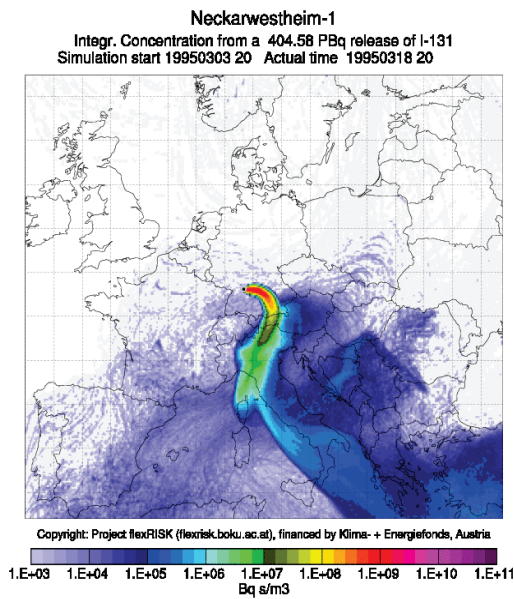 Neckarwestheim-1
Integr. Concentration from a 404.58 PBq release of I-131
Simulation start 19950303 20 Actual time 19950318 20
Copyright: Project flexRISK (flexrisk.boku.ac.at), financed by Klima- + Energiefonds, Austria
1.E+03 1.E+04 1.E+05 1.E+06 1.E+07 1.E+08 1.E+09 1.E+10 1.E+11
Bq s/m3